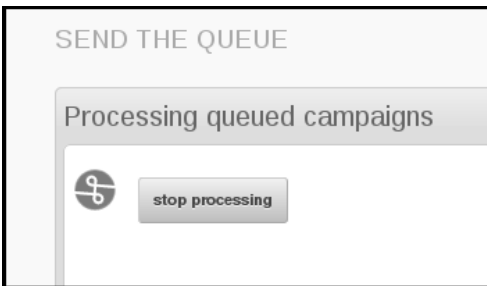 SEND THE QUEUE
Processing queued campaigns
stop processing